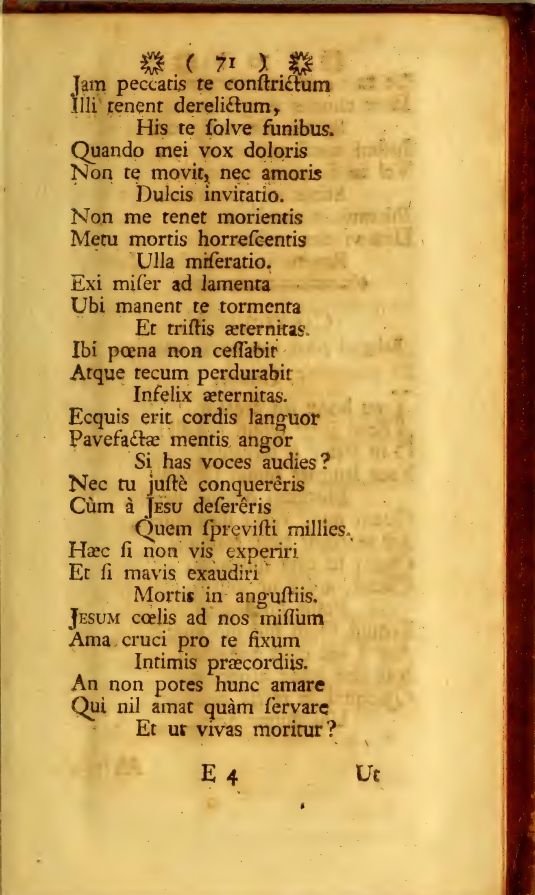 ( 71 )
Jam peccatis te conſtrictum
Illi tenent derelictum,
His te ſolve funibus.
Quando mei vox doloris
Non te movit, nec amoris
Dulcis invitatio.
Non me tenet morientis
Metu mortis horreſcentis
Ulla miſeratio.
Exi miſer ad lamenta
Ubi manent te tormenta
Et triſtis æternitas.
Ibi pœna non ceſſabit
Atque tecum perdurabit
Infelix æternitas.
Ecquis erit cordis languor
Pavefactæ mentis angor
Si has voces audies?
Nec tu juſtè conquerêris
Cùm à JESU deſerêris
Quem ſpreviſti millies.
Hæc ſi non vis experiri
Et ſi mavis exaudiri
Mortis in anguſtiis.
JESUM cœlis ad nos miſſum
Ama cruci pro te fixum
Intimis præcordiis.
An non potes hunc amare
Qui nil amat quàm ſervare
Et ut vivas moritur?
E 4 Ut